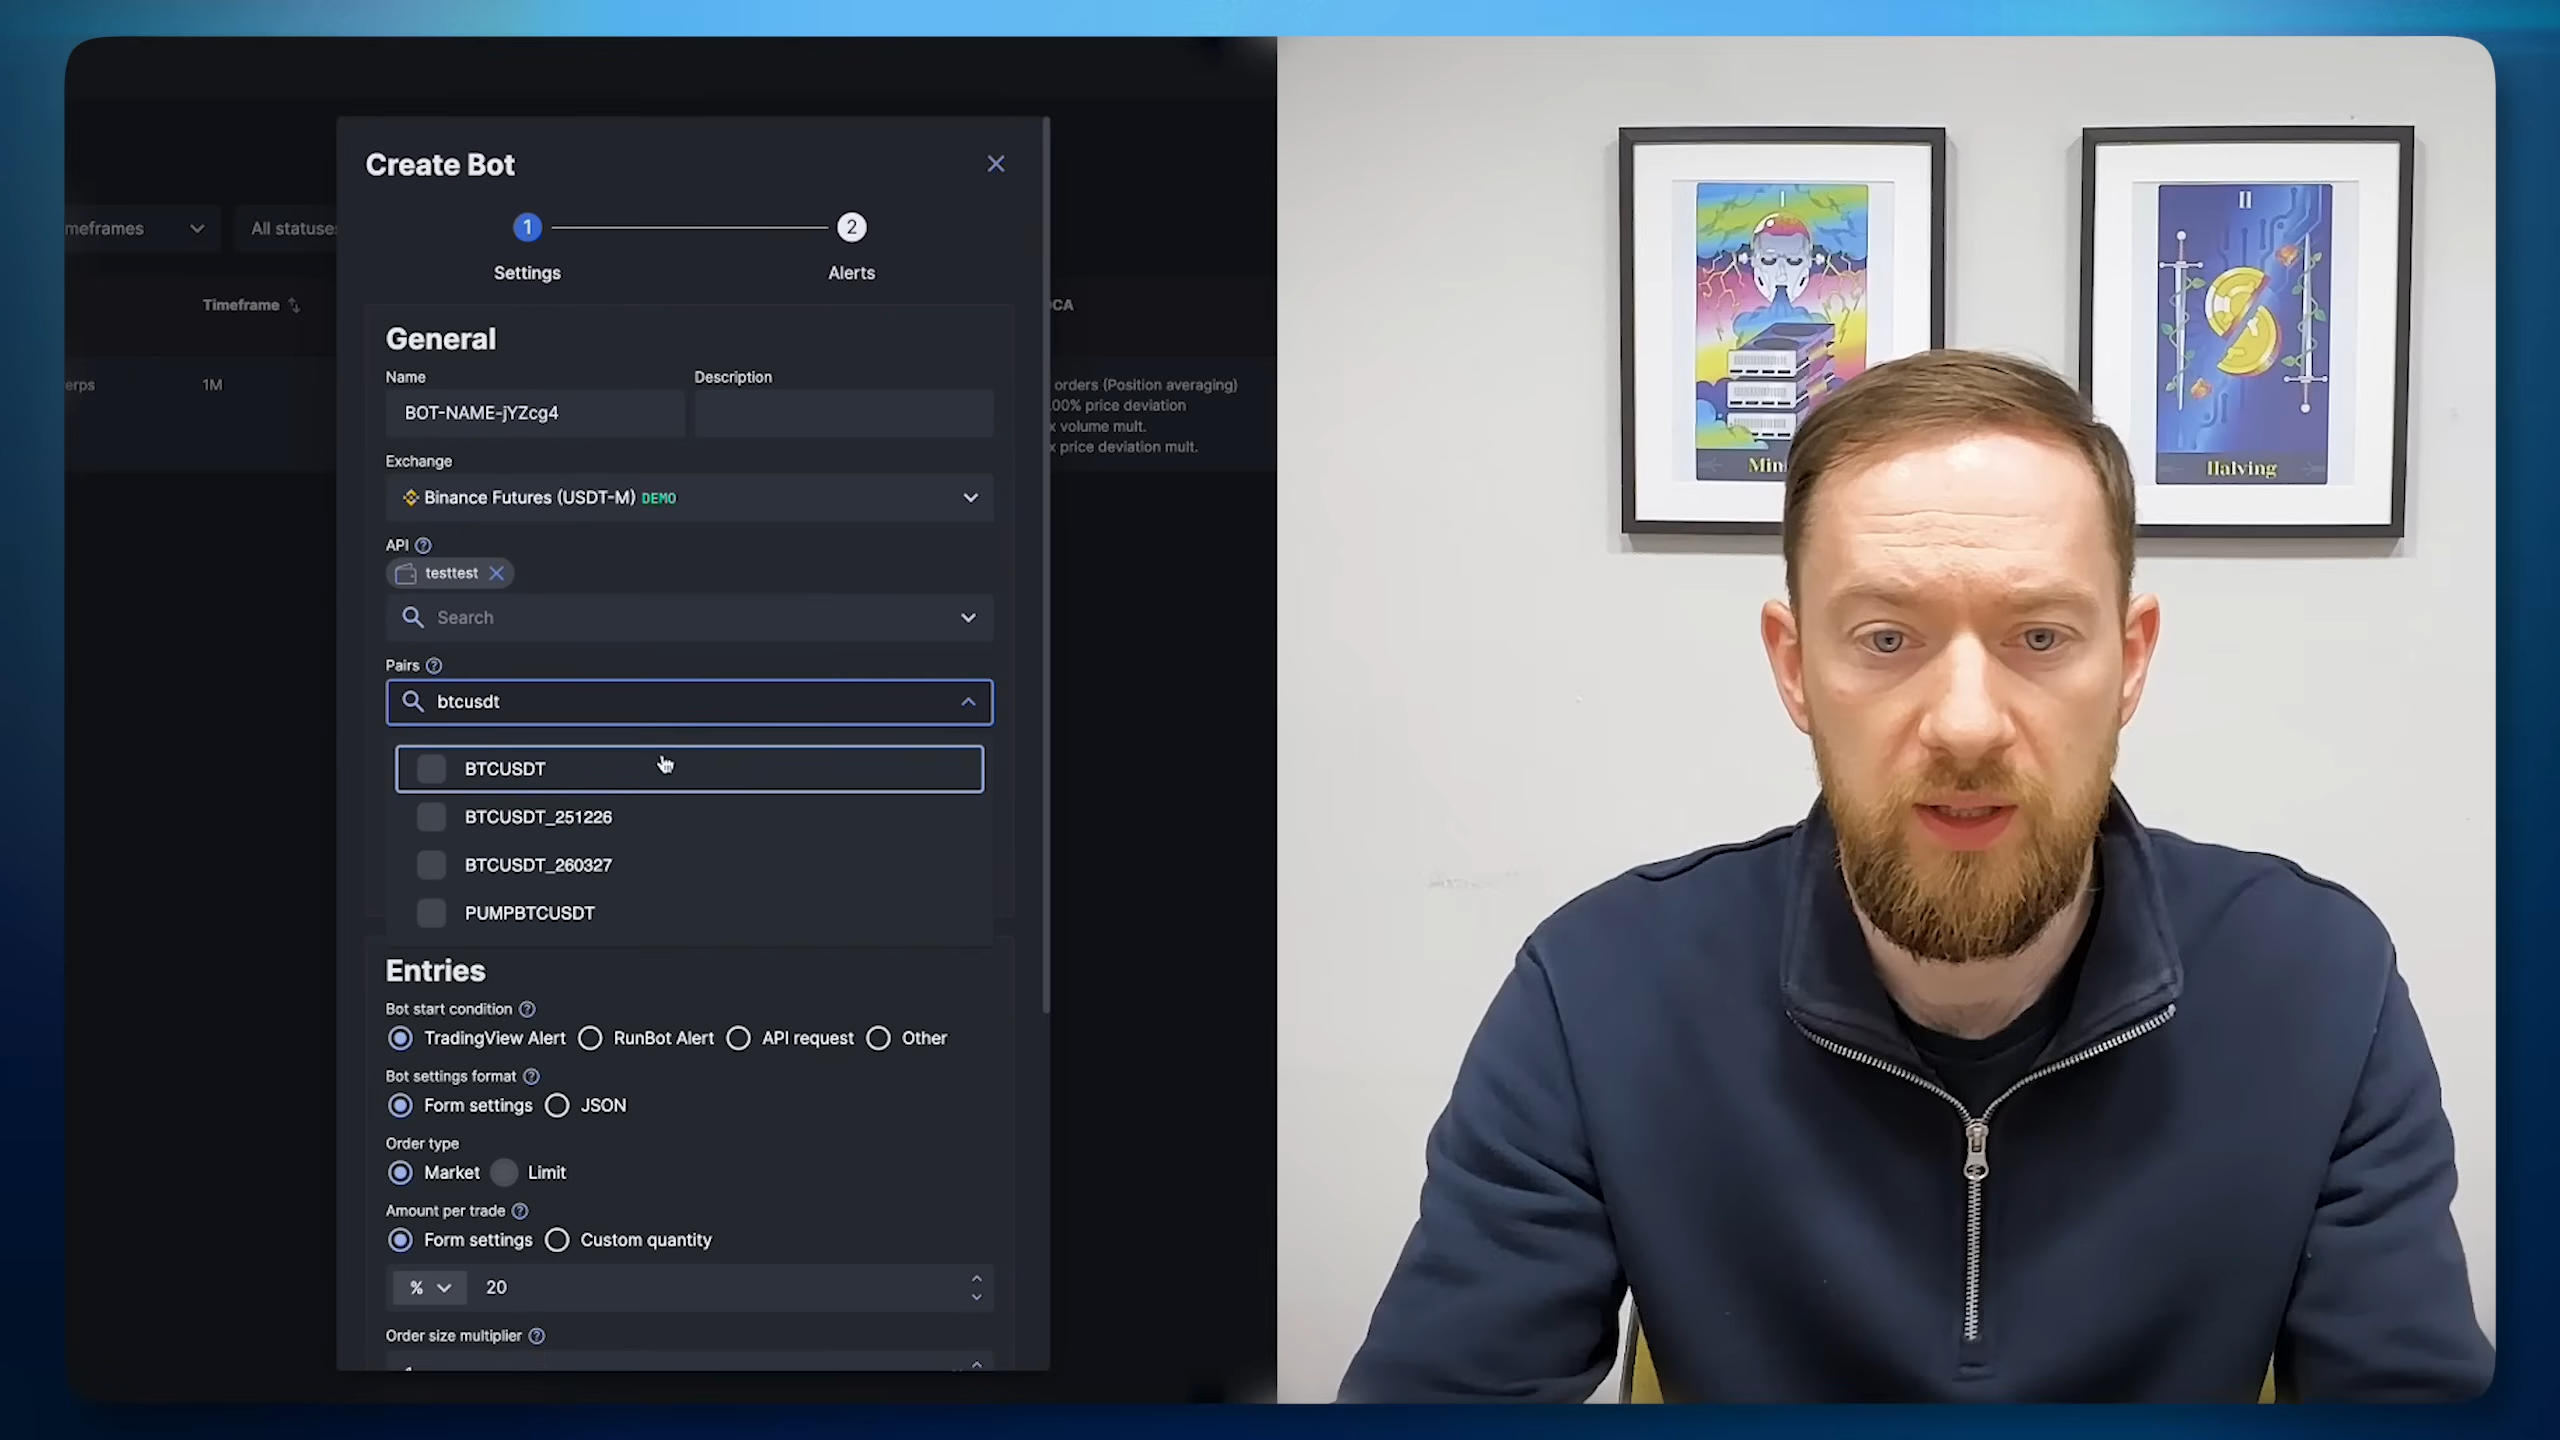 Create Bot
1
2
Settings
Alerts
meframes
All statuse
Timeframe
CA
erps
1M
orders (Position averaging)
.00% price deviation
x volume mult.
x price deviation mult.
General
Name
Description
BOT-NAME-jYZcg4
Exchange
Binance Futures (USDT-M) DEMO
API
testtest
Search
Pairs
btcusdt
BTCUSDT
BTCUSDT_251226
BTCUSDT_260327
PUMPBTCUSDT
Entries
Bot start condition
TradingView Alert
RunBot Alert
API request
Other
Bot settings format
Form settings
JSON
Order type
Market
Limit
Amount per trade
Form settings
Custom quantity
%
20
Order size multiplier
I
Min
II
Halving